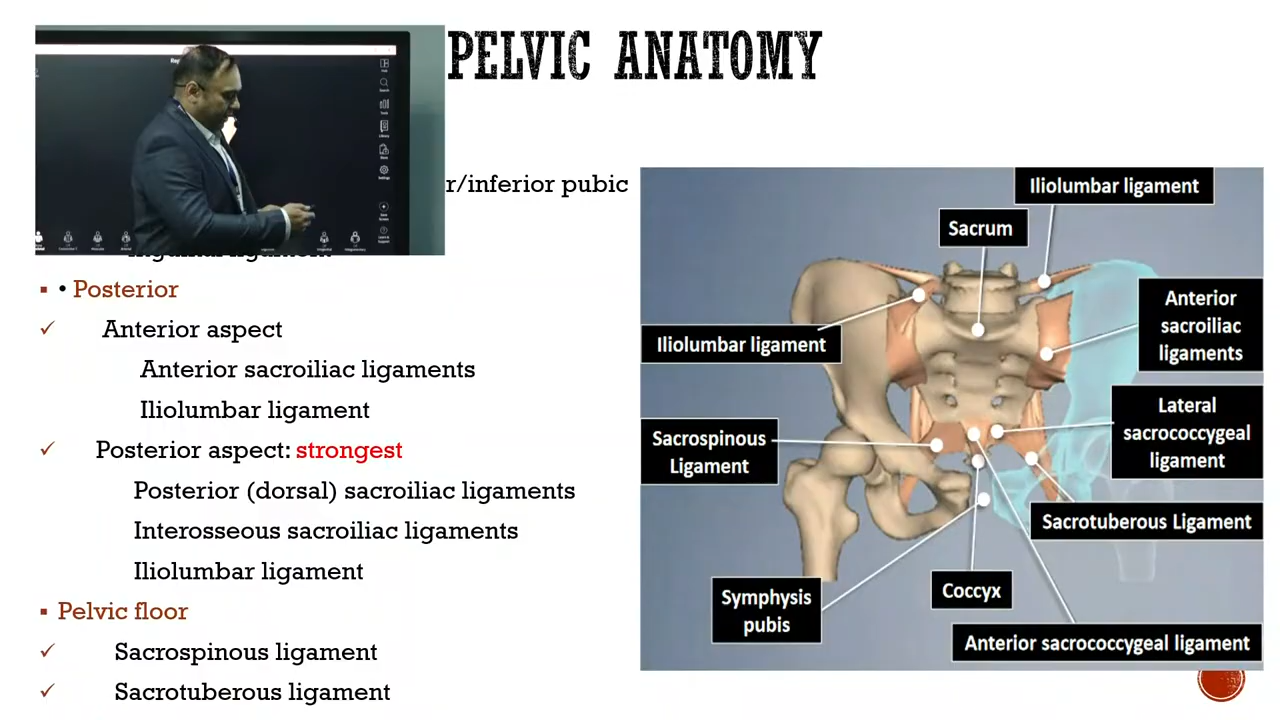 PELVIC ANATOMY
r/inferior pubic
▪ • Posterior
✓ Anterior aspect
Anterior sacroiliac ligaments
Iliolumbar ligament
✓ Posterior aspect: strongest
Posterior (dorsal) sacroiliac ligaments
Interosseous sacroiliac ligaments
Iliolumbar ligament
▪ Pelvic floor
✓ Sacrospinous ligament
✓ Sacrotuberous ligament
Iliolumbar ligament
Sacrum
Anterior
sacroiliac
ligaments
Iliolumbar ligament
Lateral
sacrococcygeal
ligament
Sacrospinous
Ligament
Sacrotuberous Ligament
Symphysis
pubis
Coccyx
Anterior sacrococcygeal ligament